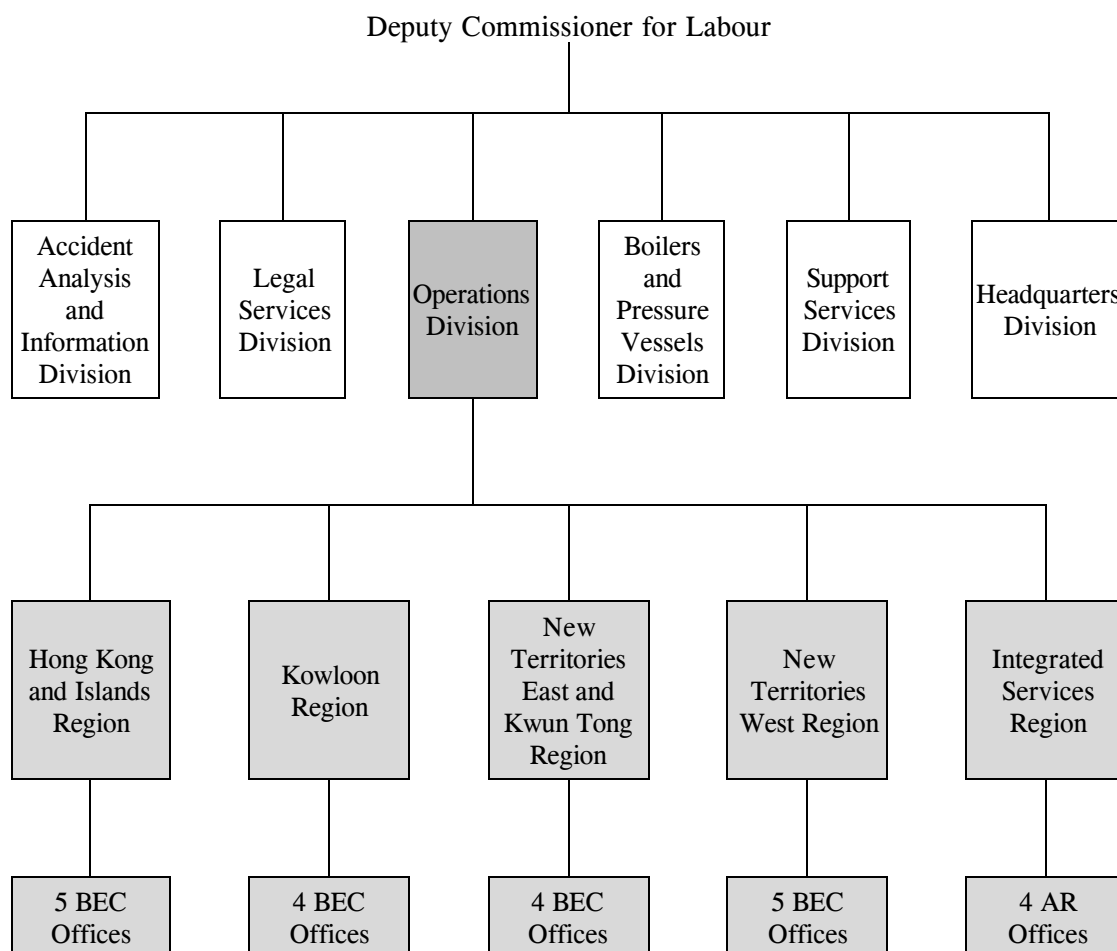 Deputy Commissioner for Labour
Accident
Analysis
and
Information
Division
Legal
Services
Division
Operations
Division
Boilers
and
Pressure
Vessels
Division
Support
Services
Division
Headquarters
Division
Hong Kong
and Islands
Region
Kowloon
Region
New
Territories
East and
Kwun Tong
Region
New
Territories
West Region
Integrated
Services
Region
5 BEC
Offices
4 BEC
Offices
4 BEC
Offices
5 BEC
Offices
4 AR
Offices